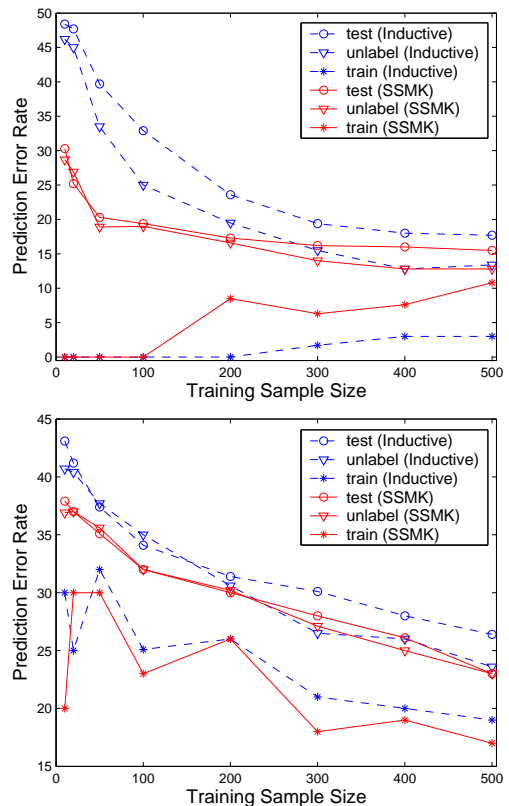 50
45
40
35
30
25
20
15
10
5
0
Prediction Error Rate
test (Inductive)
unlabel (Inductive)
train (Inductive)
test (SSMK)
unlabel (SSMK)
train (SSMK)
0 100 200 300 400 500
Training Sample Size
45
40
35
30
25
20
15
Prediction Error Rate
test (Inductive)
unlabel (Inductive)
train (Inductive)
test (SSMK)
unlabel (SSMK)
train (SSMK)
0 100 200 300 400 500
Training Sample Size